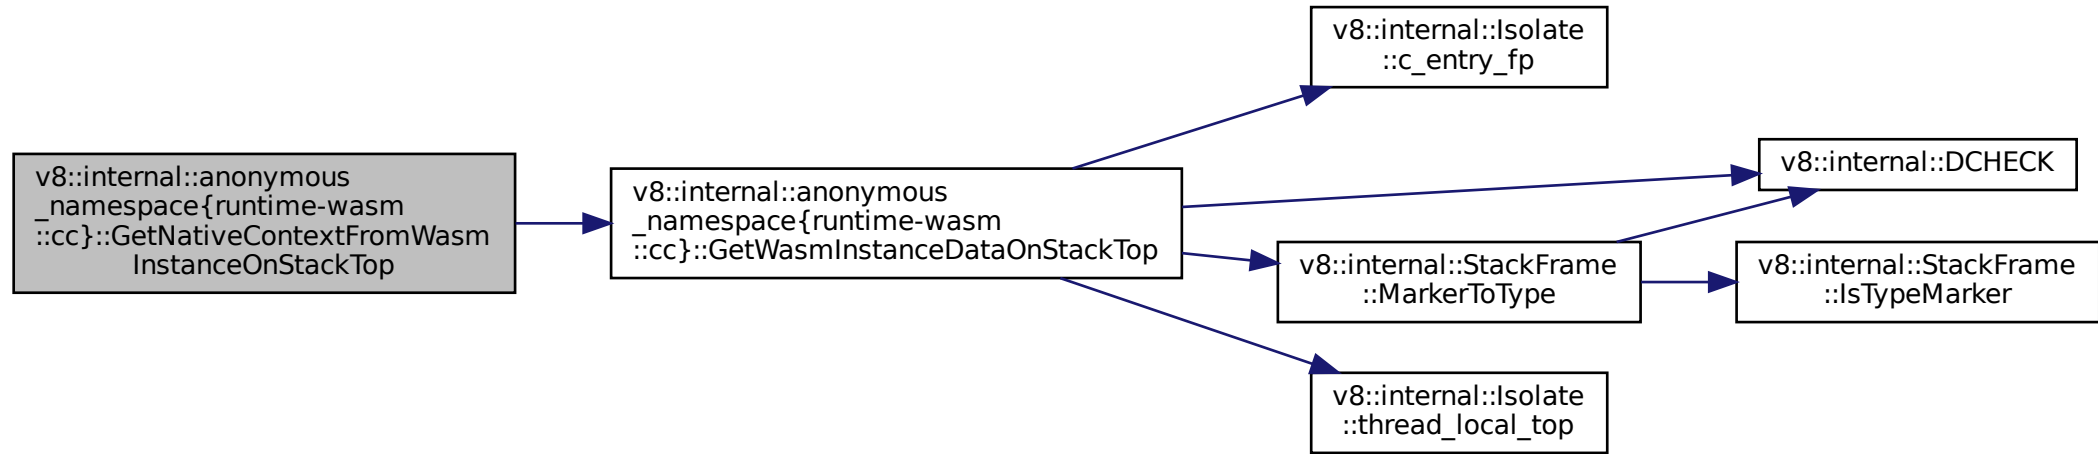 v8::internal::anonymous
_namespace{runtime-wasm
::cc}::GetNativeContextFromWasm
InstanceOnStackTop
v8::internal::anonymous
_namespace{runtime-wasm
::cc}::GetWasmInstanceDataOnStackTop
v8::internal::Isolate
::c_entry_fp
v8::internal::DCHECK
v8::internal::StackFrame
::MarkerToType
v8::internal::StackFrame
::IsTypeMarker
v8::internal::Isolate
::thread_local_top